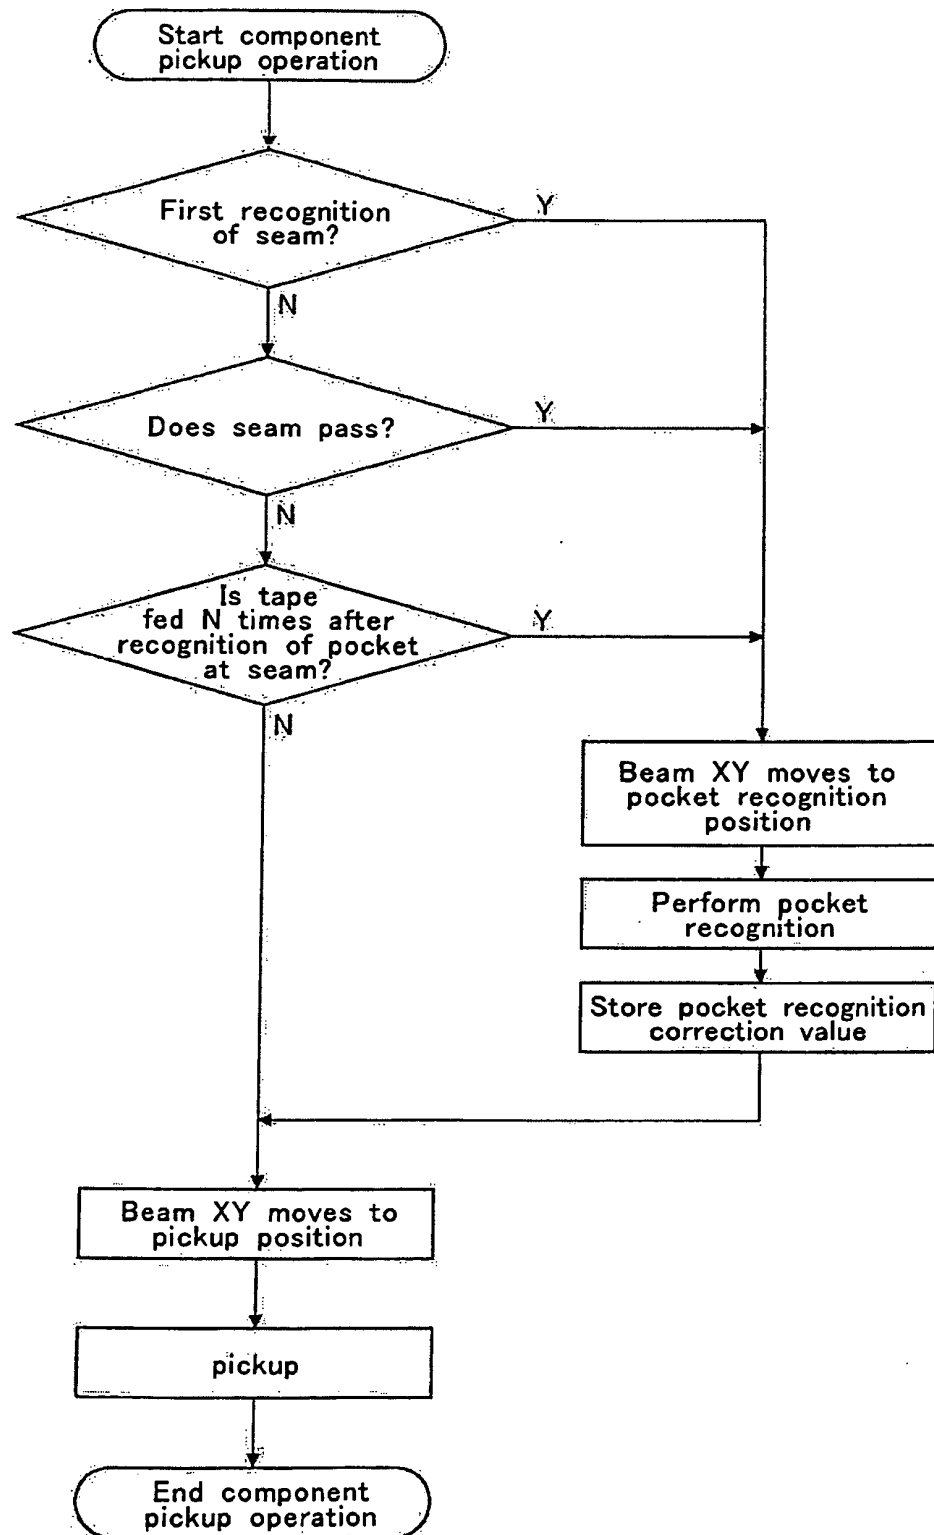 Start component
pickup operation
First recognition
of seam?
Y
N
Does seam pass?
Y
N
Is tape
fed N times after
recognition of pocket
at seam?
Y
N
Beam XY moves to
pocket recognition
position
Perform pocket
recognition
Store pocket recognition
correction value
Beam XY moves to
pickup position
pickup
End component
pickup operation